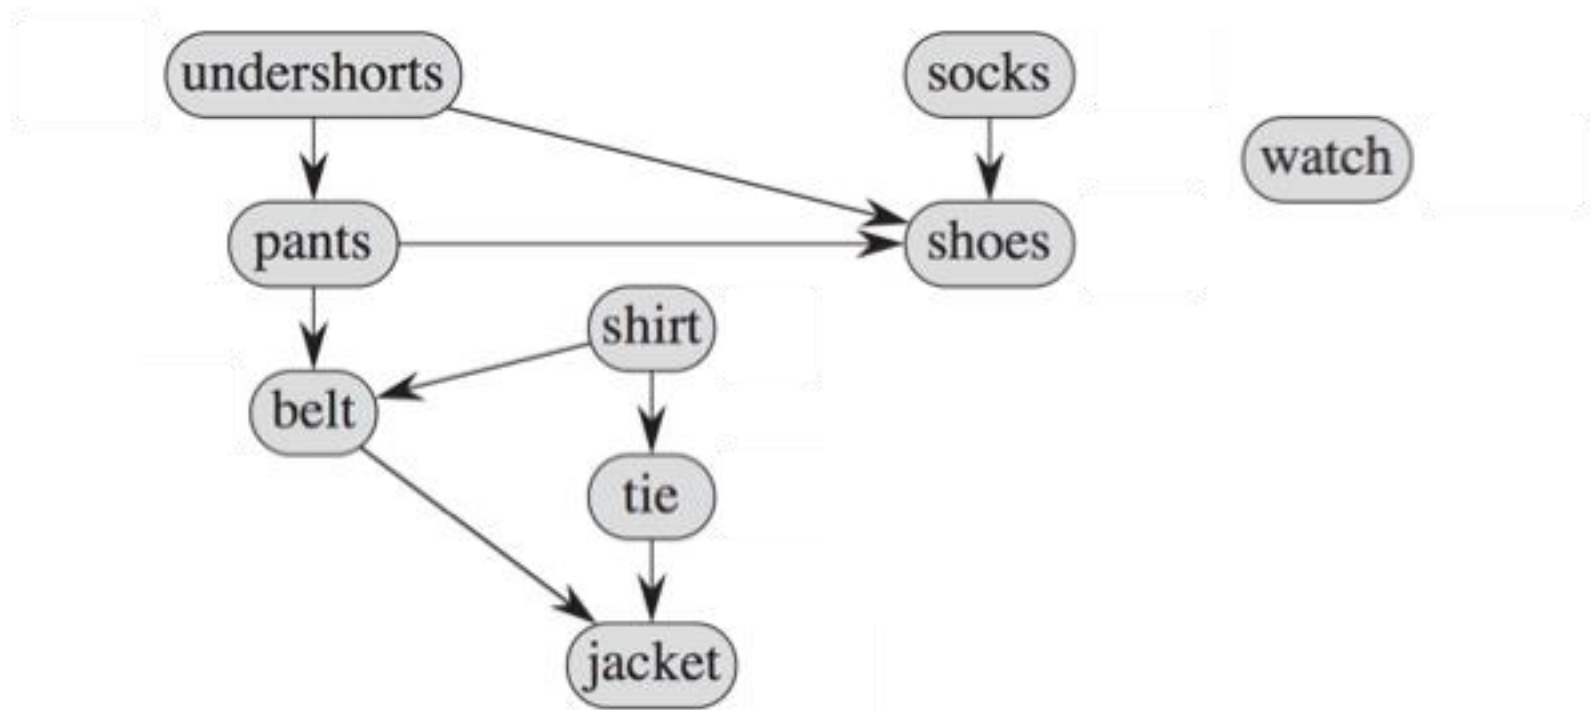 undershorts
socks
watch
pants
shoes
shirt
belt
tie
jacket